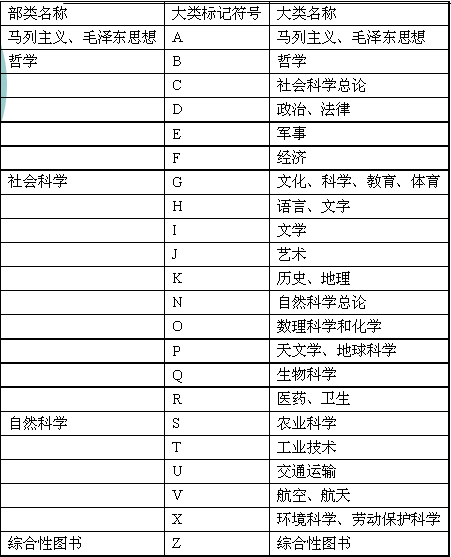 部类名称 大类标记符号 大类名称
马列主义、毛泽东思想 A 马列主义、毛泽东思想
哲学 B 哲学
C 社会科学总论
D 政治、法律
E 军事
F 经济
社会科学 G 文化、科学、教育、体育
H 语言、文字
I 文学
J 艺术
K 历史、地理
N 自然科学总论
O 数理科学和化学
P 天文学、地球科学
Q 生物科学
R 医药、卫生
自然科学 S 农业科学
T 工业技术
U 交通运输
V 航空、航天
X 环境科学、劳动保护科学
综合性图书 Z 综合性图书